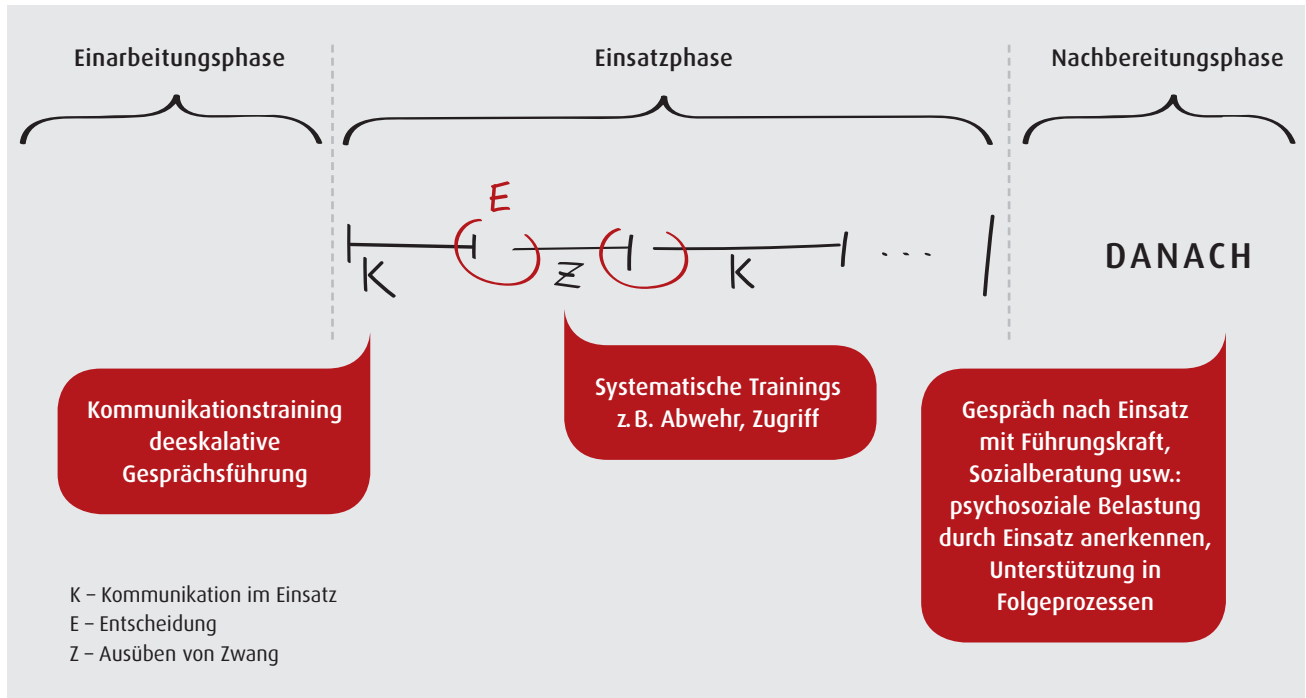 Einarbeitungsphase
Einsatzphase
Nachbereitungsphase
E
K
Z
K
...
DANACH
Kommunikationstraining
deeskalative
Gesprächsführung
Systematische Trainings
z. B. Abwehr, Zugriff
Gespräch nach Einsatz
mit Führungskraft,
Sozialberatung usw.:
psychosoziale Belastung
durch Einsatz anerkennen,
Unterstützung in
Folgeprozessen
K – Kommunikation im Einsatz
E – Entscheidung
Z – Ausüben von Zwang